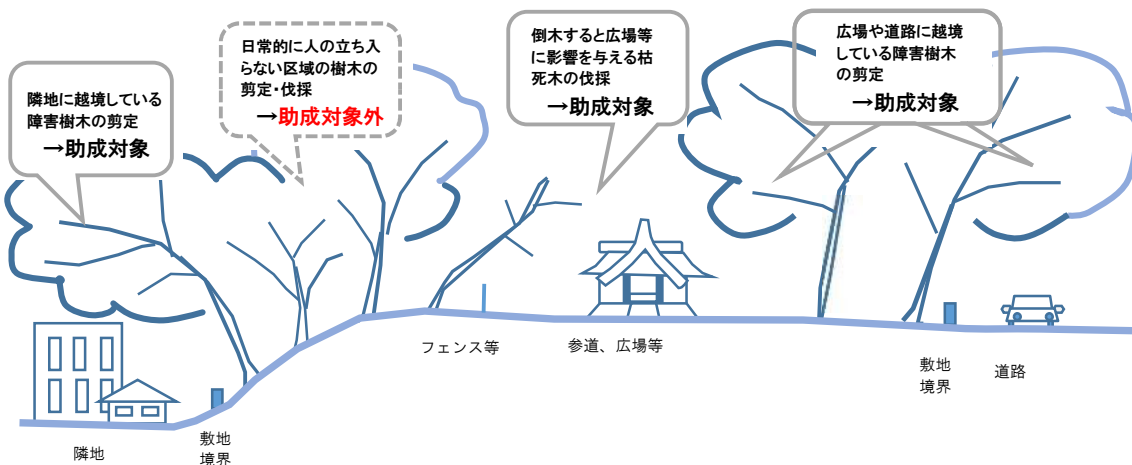 隣地に越境している
障害樹木の剪定
→助成対象
日常的に人の立ち入
らない区域の樹木の
剪定・伐採
→助成対象外
倒木すると広場等
に影響を与える枯
死木の伐採
→助成対象
広場や道路に越境
している障害樹木
の剪定
→助成対象
フェンス等
参道、広場等
敷地
境界
道路
隣地
敷地
境界